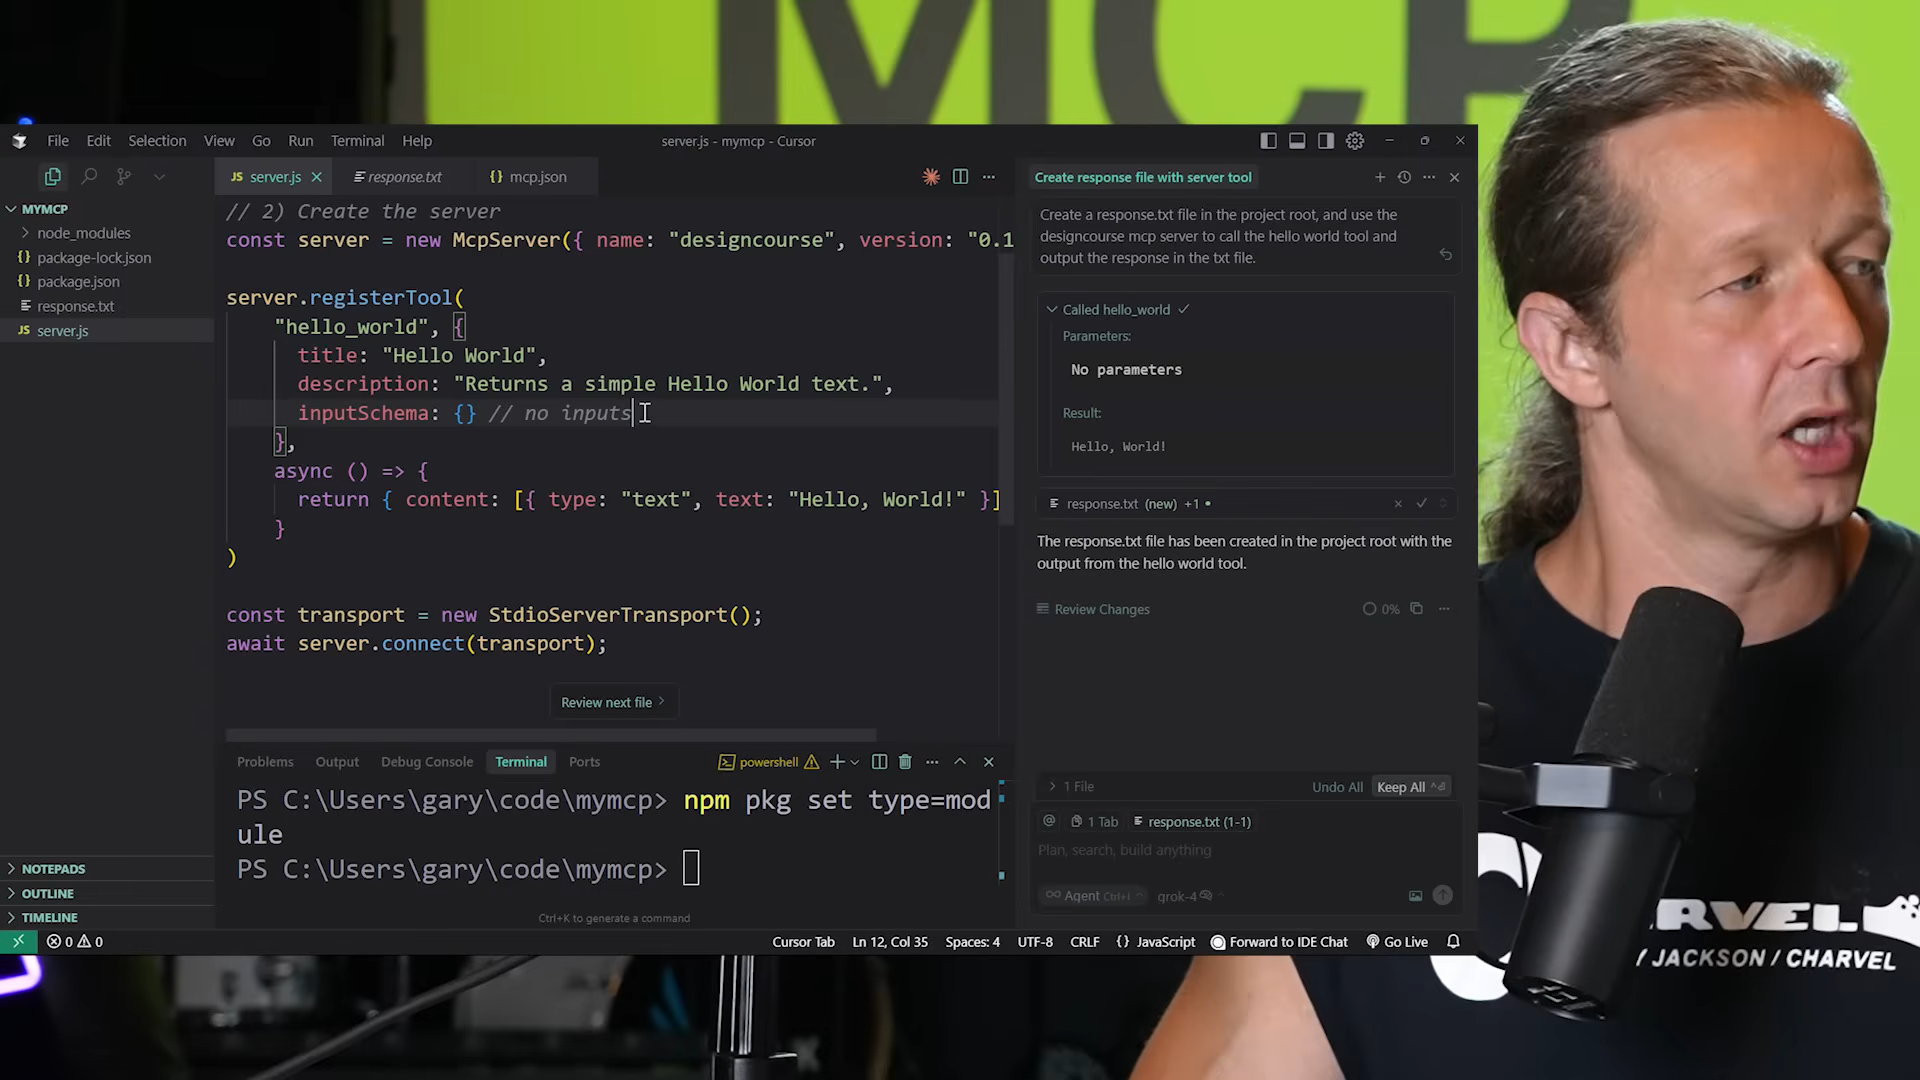 MCP
File Edit Selection View Go Run Terminal Help
server.js - mymcp - Cursor
MYMCP
node_modules
package-lock.json
package.json
response.txt
JS server.js
NOTEPADS
OUTLINE
TIMELINE
JS server.js
response.txt
{} mcp.json
// 2) Create the server
const server = new McpServer({ name: "designcourse", version: "0.1
server.registerTool(
"hello_world", {
title: "Hello World",
description: "Returns a simple Hello World text.",
inputSchema: {} // no inputs
},
async () => {
return { content: [{ type: "text", text: "Hello, World!" }]
}
)
const transport = new StdioServerTransport();
await server.connect(transport);
Review next file
Problems Output Debug Console Terminal Ports
powershell
PS C:\Users\gary\code\mymcp> npm pkg set type=mod
ule
PS C:\Users\gary\code\mymcp>
Ctrl+K to generate a command
Create response file with server tool
Create a response.txt file in the project root, and use the
designcourse mcp server to call the hello world tool and
output the response in the txt file.
Called hello_world
Parameters:
No parameters
Result:
Hello, World!
response.txt (new) +1
The response.txt file has been created in the project root with the
output from the hello world tool.
Review Changes
0%
1 File
Undo All Keep All
@ 1 Tab response.txt (1-1)
Plan, search, build anything
Agent Ctrl+I grok-4
0 0
Cursor Tab Ln 12, Col 35 Spaces: 4 UTF-8 CRLF {} JavaScript Forward to IDE Chat Go Live
RVEL
/ JACKSON / CHARVEL